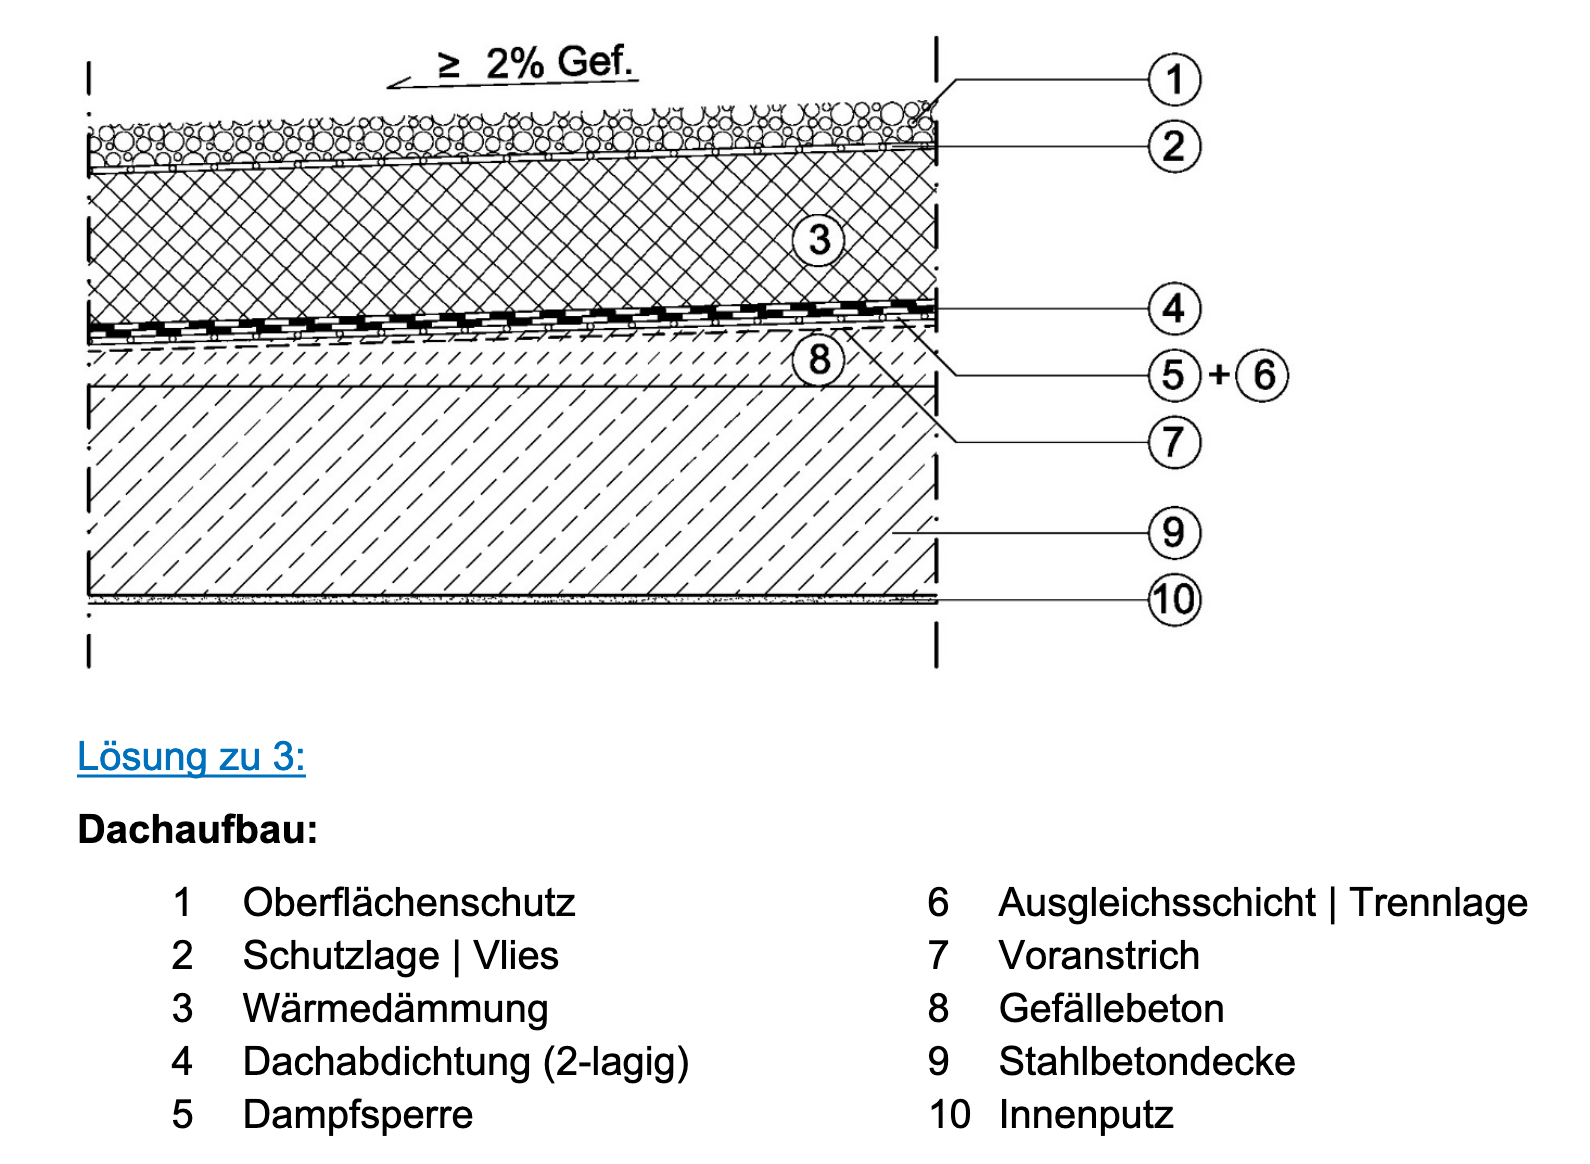 ≥ 2% Gef.
1
2
3
4
8
5 + 6
7
9
10
Lösung zu 3:
Dachaufbau:
1 Oberflächenschutz
2 Schutzlage | Vlies
3 Wärmedämmung
4 Dachabdichtung (2-lagig)
5 Dampfsperre
6 Ausgleichsschicht | Trennlage
7 Voranstrich
8 Gefällebeton
9 Stahlbetondecke
10 Innenputz